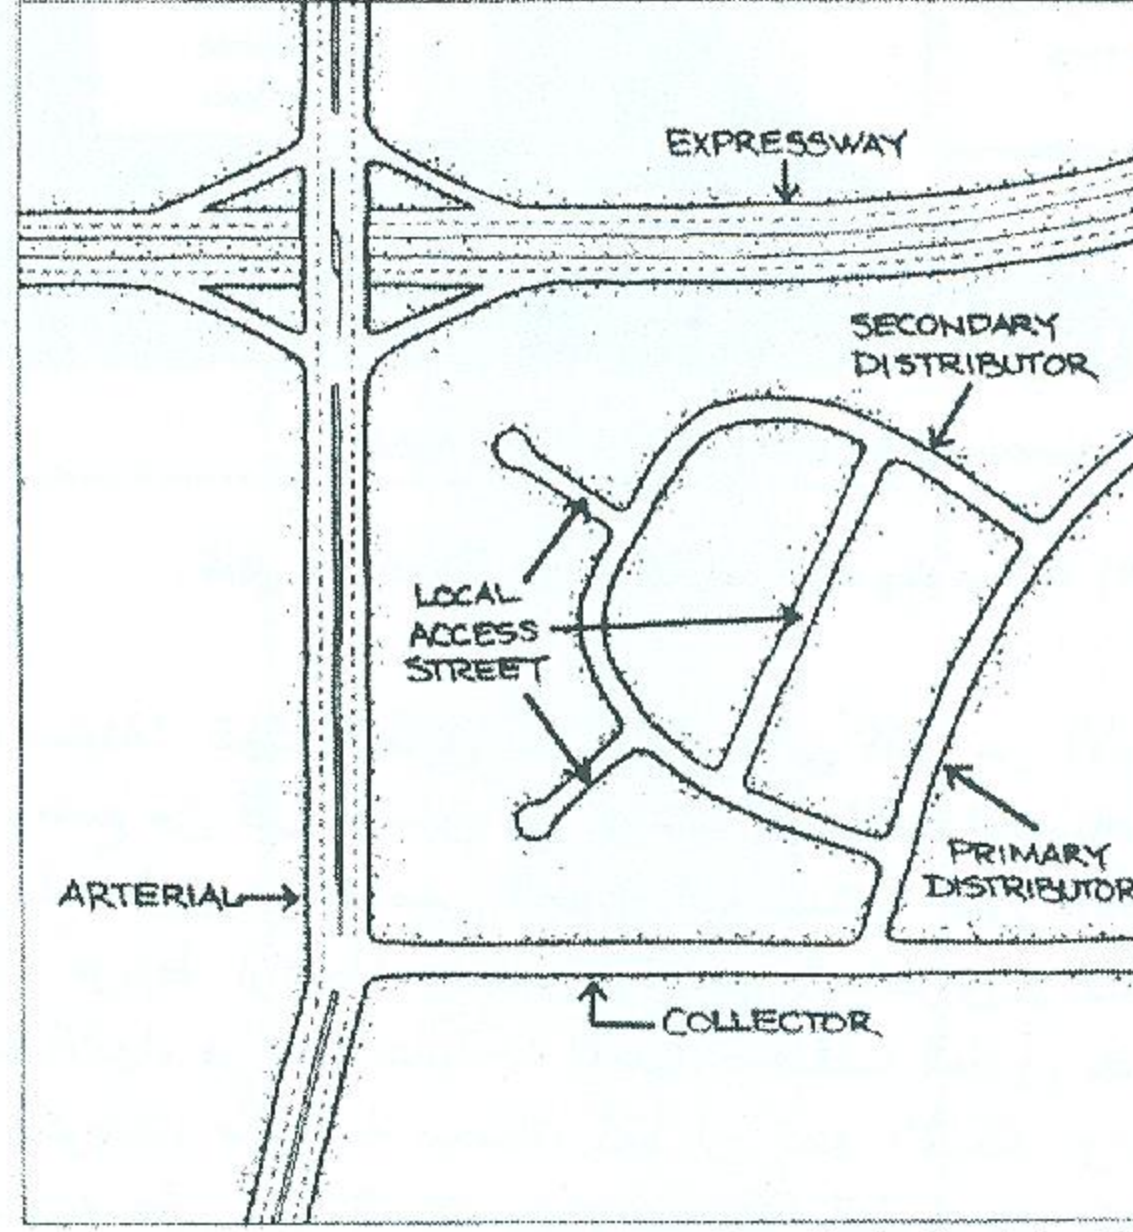 EXPRESSWAY
SECONDARY
DISTRIBUTOR
LOCAL
ACCESS
STREET
PRIMARY
DISTRIBUTOR
ARTERIAL
COLLECTOR